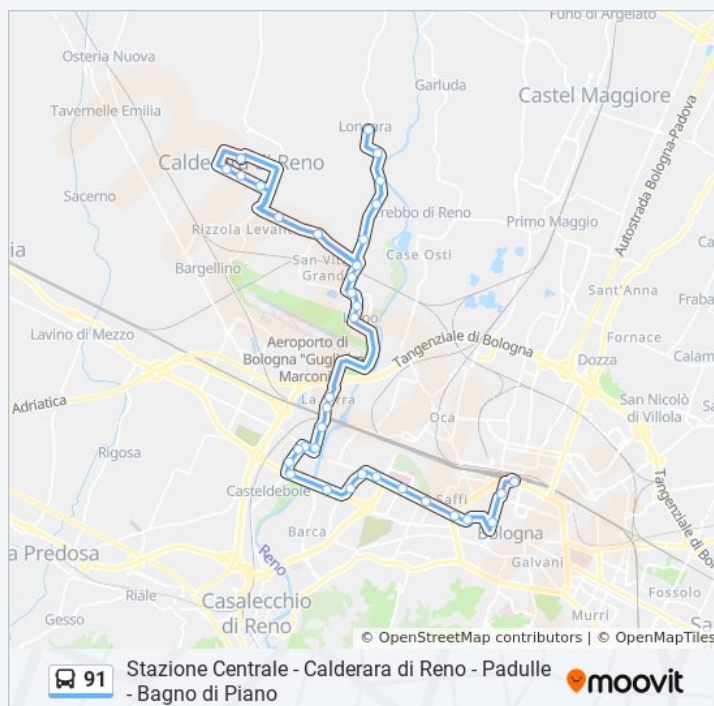 Funo di Argelato
Osteria Nuova
Garluda
Castel Maggiore
Tavernelle Emilia
Longara
Calderara di Reno
Autostrada Bologna-Padova
Sacerno
Trebbo di Reno
Primo Maggio
Rizzola Levante
Case Osti
Bargellino
San Vitale
Grande
Sant'Anna
Fraba
Lavino di Mezzo
Aeroporto di
Bologna "Gugl
Marconi
Tangenziale di Bologna
Fornace
Dozza
Calam
Adriatica
Oca
San Nicolò
di Villola
Rigosa
Casteldebole
Saffi
Tangenziale di Bologna
Barca
Bologna
a Predosa
Reno
Galvani
Riale
Casalecchio
di Reno
Fossolo
Gesso
Murri
Sa
© OpenStreetMap contributors | © OpenMapTiles
91
Stazione Centrale - Calderara di Reno - Padulle
- Bagno di Piano
moovit